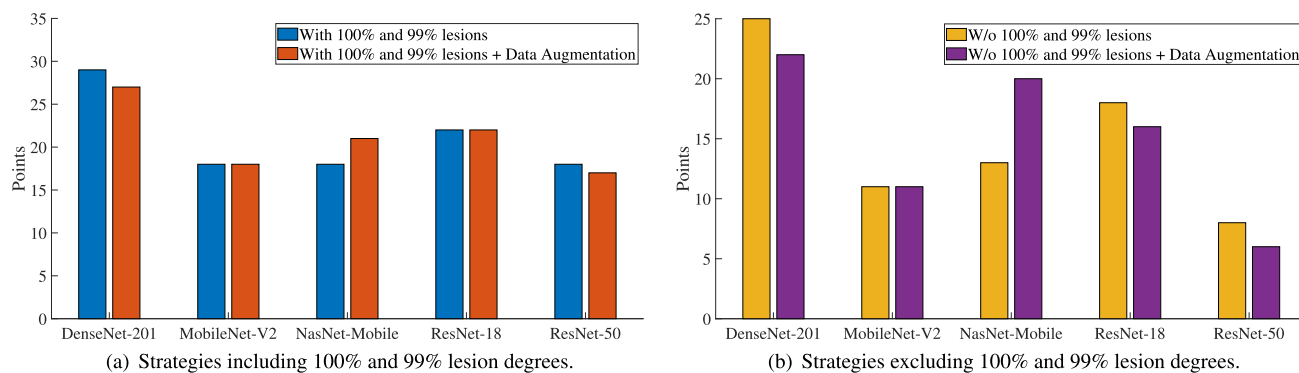 35
30
25
20
15
10
5
0
Points
With 100% and 99% lesions
With 100% and 99% lesions + Data Augmentation
DenseNet-201 MobileNet-V2 NasNet-Mobile ResNet-18 ResNet-50
(a) Strategies including 100% and 99% lesion degrees.
25
20
15
10
5
0
Points
W/o 100% and 99% lesions
W/o 100% and 99% lesions + Data Augmentation
DenseNet-201 MobileNet-V2 NasNet-Mobile ResNet-18 ResNet-50
(b) Strategies excluding 100% and 99% lesion degrees.